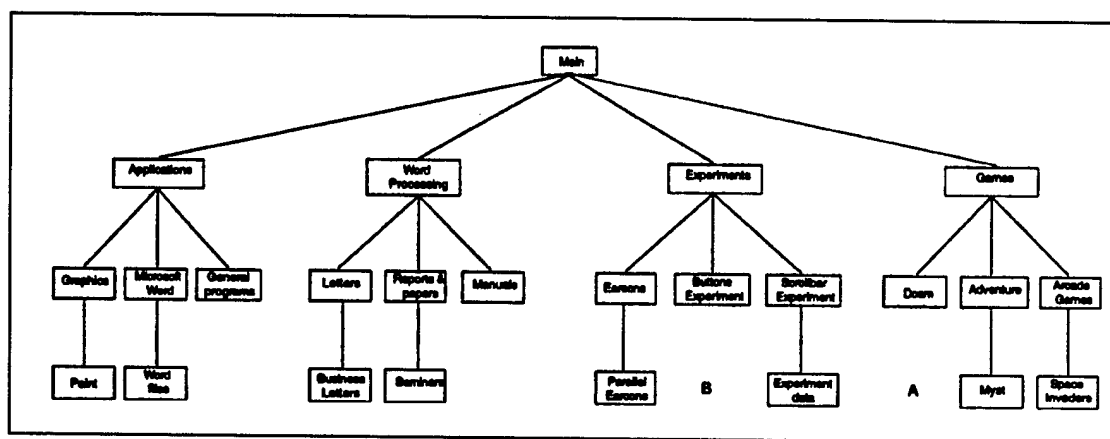 Main
Applications
Word
Processing
Experiments
Games
Graphics
Microsoft
Word
General
programs
Letters
Reports &
papers
Manuals
Earcons
Buttons
Experiment
Scrollbar
Experiment
Doom
Adventure
Arcade
Games
Paint
Word
files
Business
Letters
Seminars
Parallel
Earcons
B
Experiment
data
A
Myst
Space
Invaders